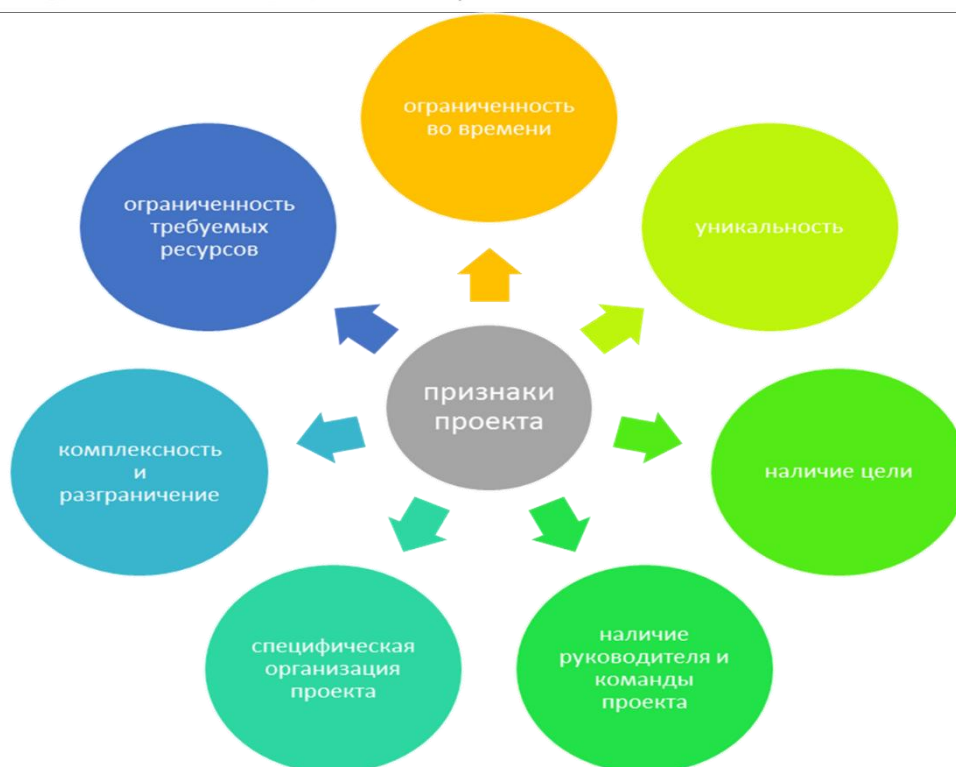 ограниченность
во времени
уникальность
наличие цели
наличие
руководителя и
команды
проекта
специфическая
организация
проекта
комплексность
и
разграничение
ограниченность
требуемых
ресурсов
признаки
проекта